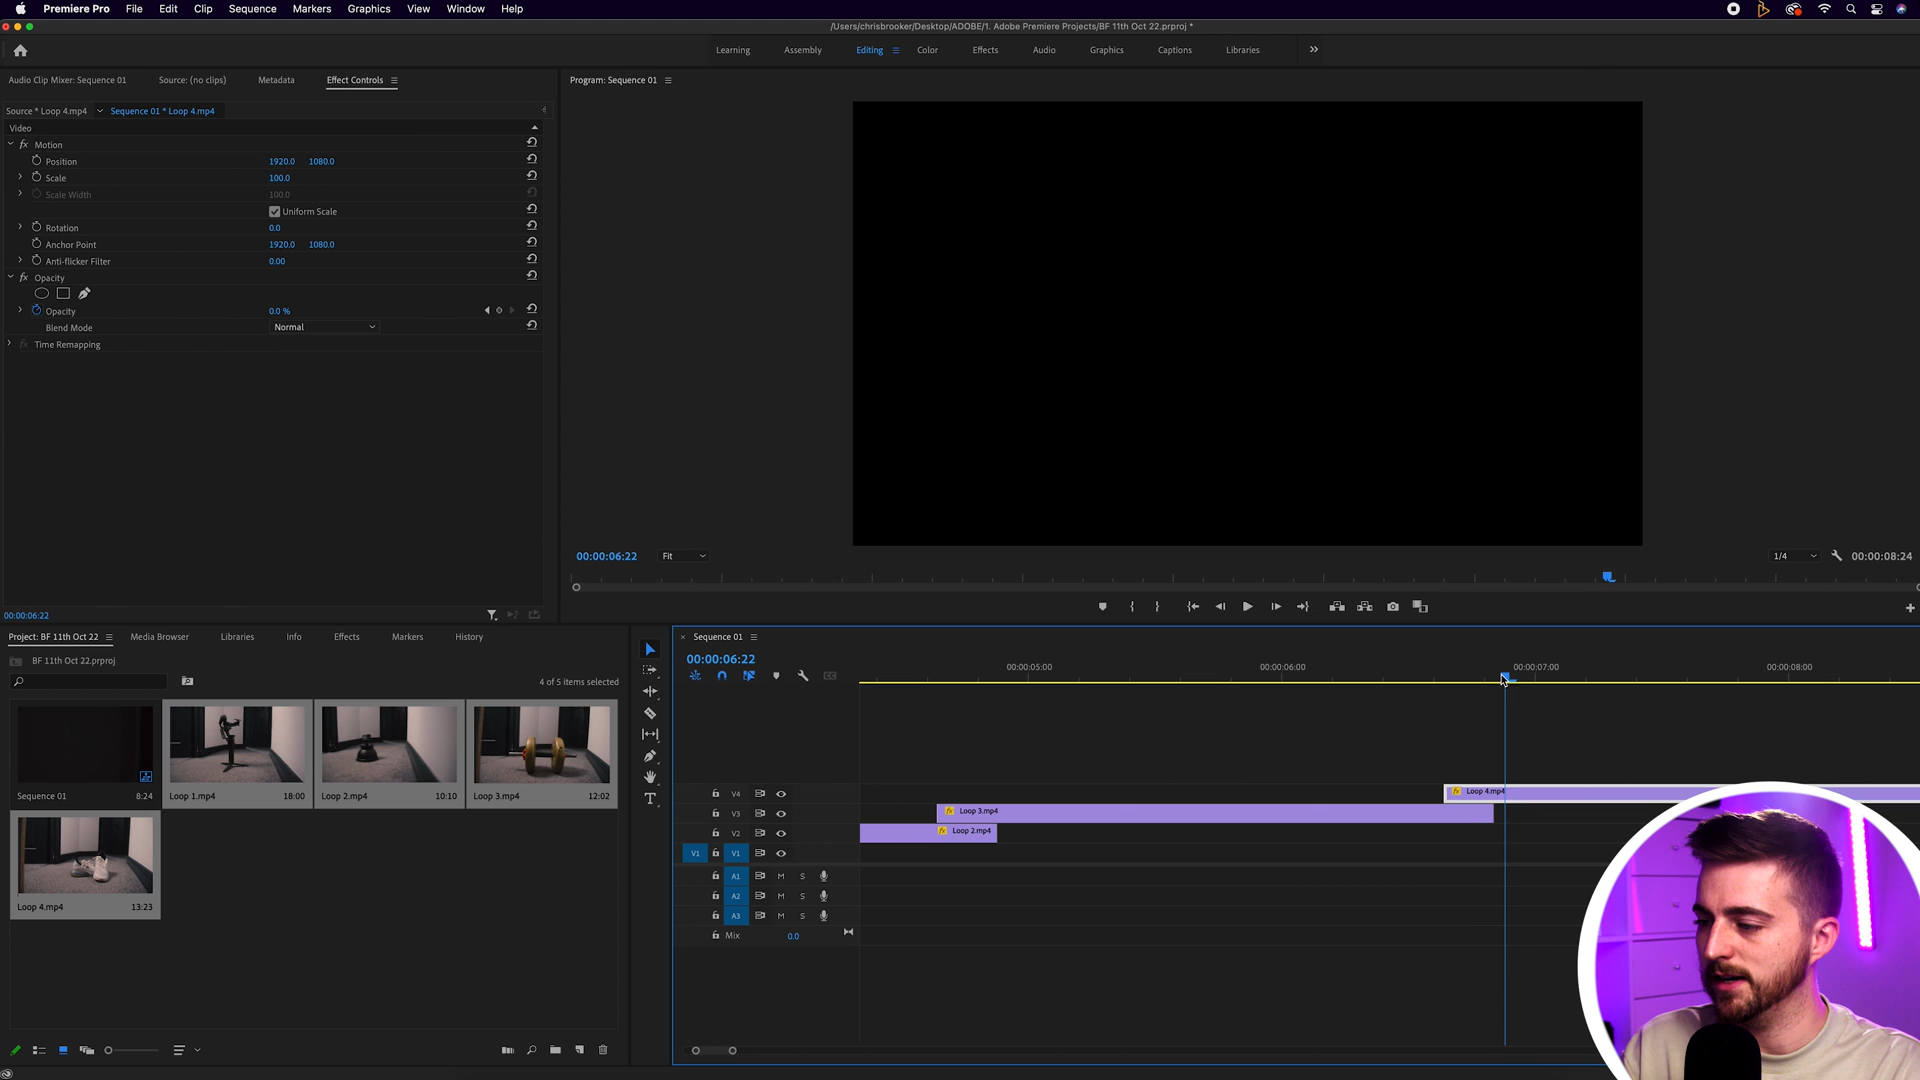 Premiere Pro File Edit Clip Sequence Markers Graphics View Window Help
/Users/chrisbrooker/Desktop/ADOBE/1. Adobe Premiere Projects/BF 11th Oct 22.prproj *
Learning Assembly Editing Color Effects Audio Graphics Captions Libraries
Audio Clip Mixer: Sequence 01 Source: (no clips) Metadata Effect Controls
Program: Sequence 01
Source * Loop 4.mp4 Sequence 01 * Loop 4.mp4
Video
fx Motion
Position 1920.0 1080.0
Scale 100.0
Scale Width 100.0
Uniform Scale
Rotation 0.0
Anchor Point 1920.0 1080.0
Anti-flicker Filter 0.00
fx Opacity
Opacity 0.0 %
Blend Mode Normal
fx Time Remapping
00:00:06:22 Fit 1/4 00:00:08:24
00:00:06:22
Project: BF 11th Oct 22 Media Browser Libraries Info Effects Markers History
BF 11th Oct 22.prproj
4 of 5 items selected
Sequence 01 8:24
Loop 1.mp4 18:00
Loop 2.mp4 10:10
Loop 3.mp4 12:02
Loop 4.mp4 13:23
Sequence 01
00:00:06:22
00:00:05:00 00:00:06:00 00:00:07:00 00:00:08:00
V4 fx Loop 4.mp4
V3 fx Loop 3.mp4
V2 fx Loop 2.mp4
V1 V1
A1 M S
A2 M S
A3 M S
Mix 0.0